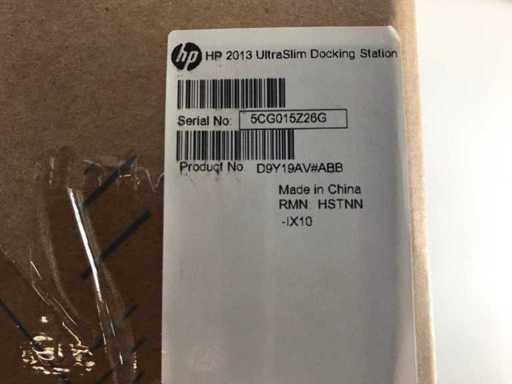 hp HP 2013 UltraSlim Docking Station
Serial No: 5CG015Z26G
Product No D9Y19AV#ABB
Made in China
RMN: HSTNN
-IX10